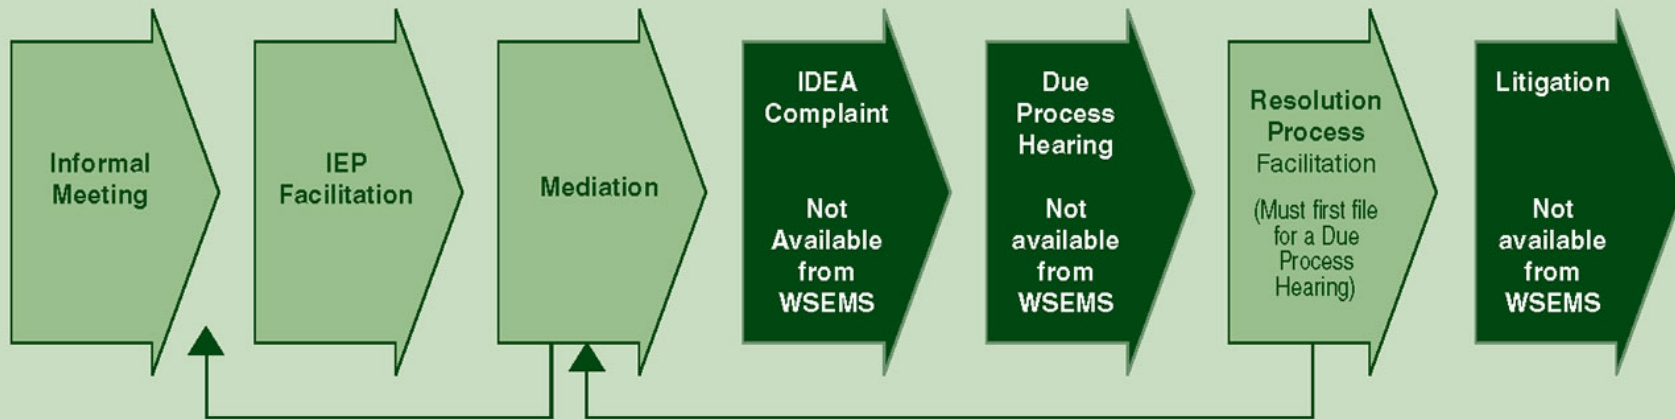 Informal
Meeting
IEP
Facilitation
Mediation
IDEA
Complaint
Not
Available
from
WSEMS
Due
Process
Hearing
Not
available
from
WSEMS
Resolution
Process
Facilitation
(Must first file
for a Due
Process
Hearing)
Litigation
Not
available
from
WSEMS